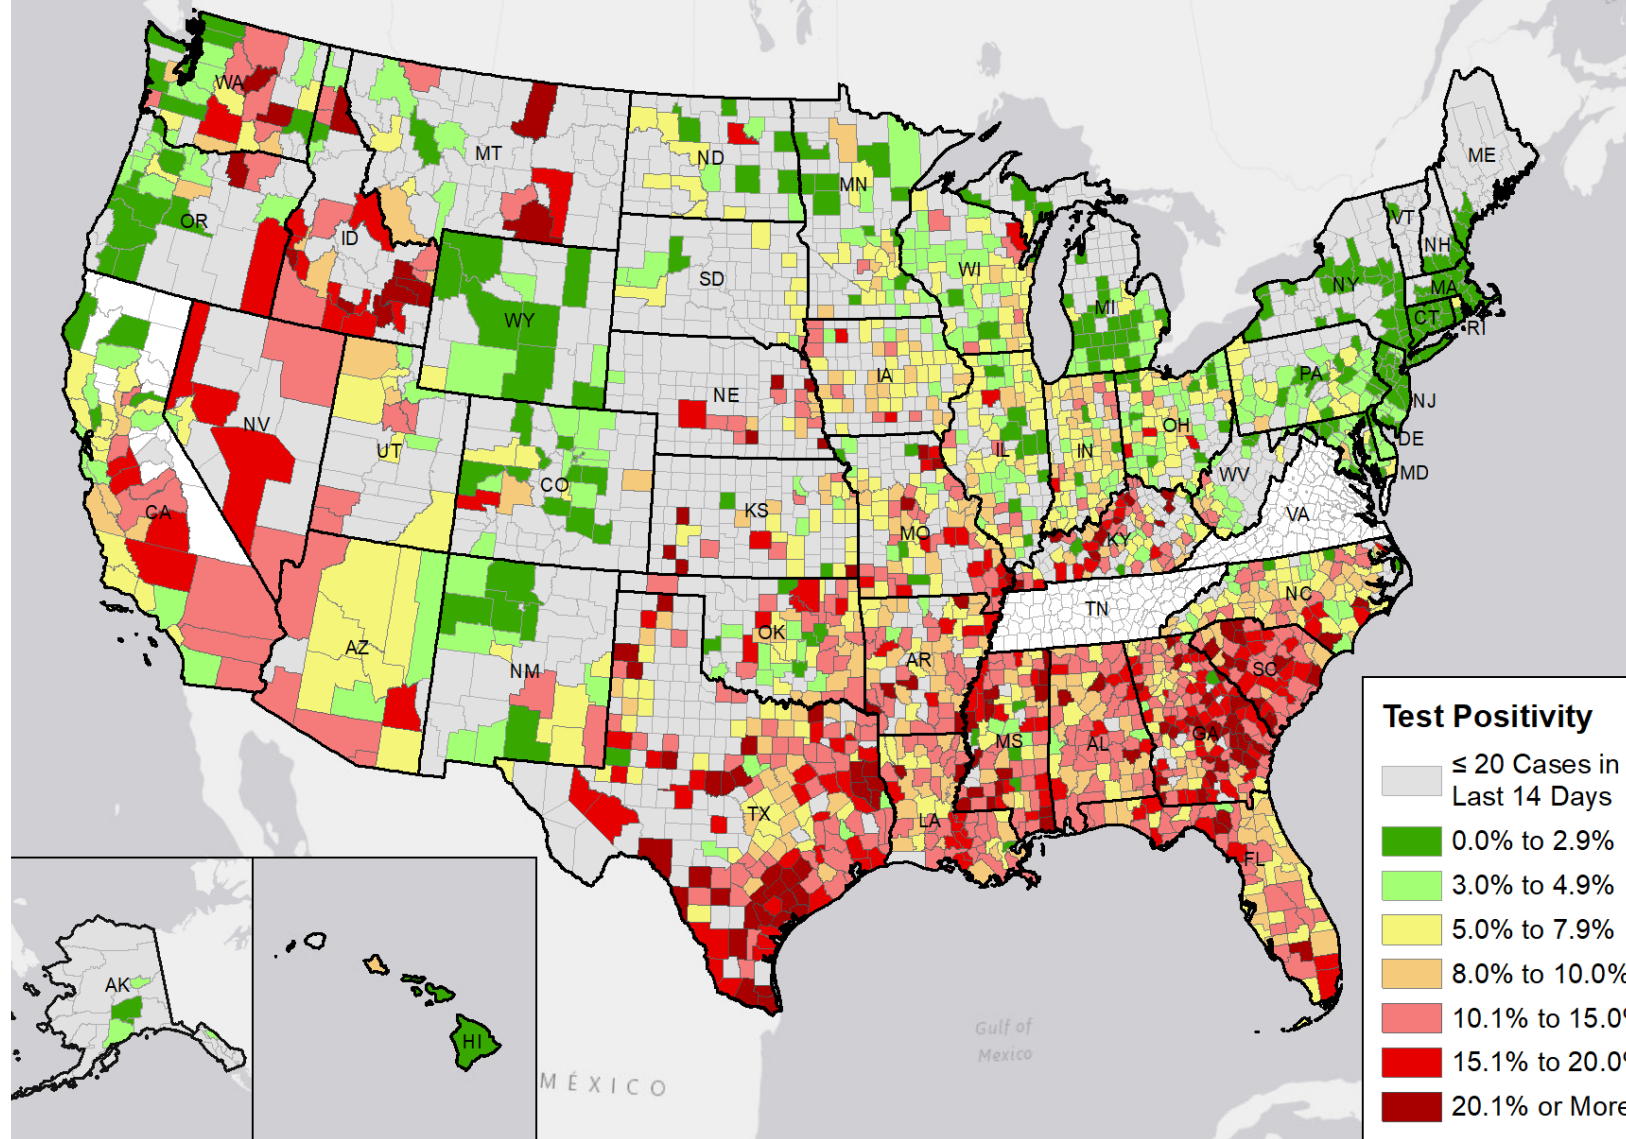 WA
MT
ND
MN
ME
VT
NH
OR
ID
SD
WI
NY
MA
MI
CT
RI
WY
IA
PA
NE
NJ
NV
OH
DE
UT
IL
IN
MD
CO
WV
KS
CA
MO
VA
KY
NC
TN
OK
AZ
AR
SC
NM
GA
MS
AL
TX
LA
FL
AK
HI
Gulf of
Mexico
MÉXICO
Test Positivity
≤ 20 Cases in
Last 14 Days
0.0% to 2.9%
3.0% to 4.9%
5.0% to 7.9%
8.0% to 10.0%
10.1% to 15.0%
15.1% to 20.0%
20.1% or More